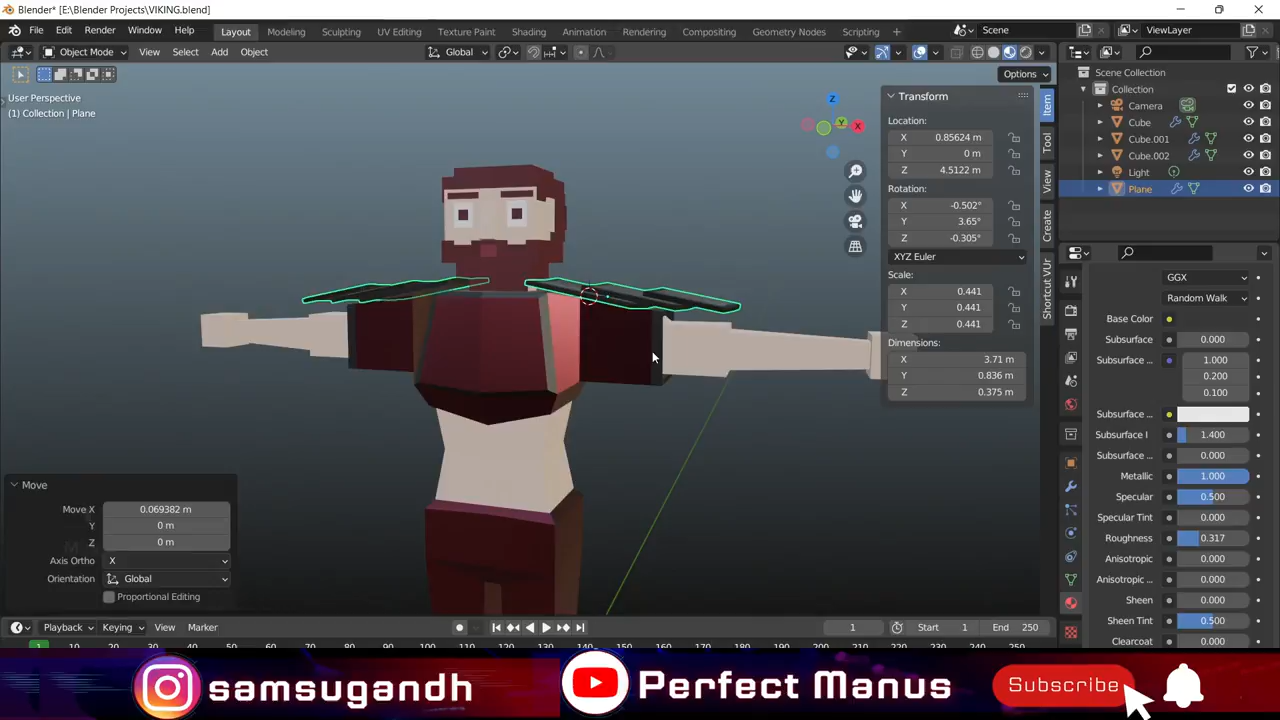 Blender* [E:\Blender Projects\VIKING.blend]
File Edit Render Window Help Layout Modeling Sculpting UV Editing Texture Paint Shading Animation Rendering Compositing Geometry Nodes Scripting + Scene ViewLayer
Object Mode View Select Add Object Global
Options
User Perspective
(1) Collection | Plane
Z
Y
X
Transform
Location:
X 0.85624 m
Y 0 m
Z 4.5122 m
Rotation:
X -0.502°
Y 3.65°
Z -0.305°
XYZ Euler
Scale:
X 0.441
Y 0.441
Z 0.441
Dimensions:
X 3.71 m
Y 0.836 m
Z 0.375 m
Item
Tool
View
Create
Shortcut VUr
Scene Collection
Collection
Camera
Cube
Cube.001
Cube.002
Light
Plane
GGX
Random Walk
Base Color
Subsurface 0.000
Subsurface ... 1.000
0.200
0.100
Subsurface ...
Subsurface I 1.400
Subsurface ... 0.000
Metallic 1.000
Specular 0.500
Specular Tint 0.000
Roughness 0.317
Anisotropic 0.000
Anisotropic ... 0.000
Sheen 0.000
Sheen Tint 0.500
Clearcoat 0.000
Move
Move X 0.069382 m
Y 0 m
Z 0 m
Axis Ortho X
Orientation Global
Proportional Editing
Playback Keying View Marker 1 Start 1 End 250
1 10 20 30 40 50 60 70 80 90 100 110 120 130 140 150 160 170 180 190 200 210 220 230 240 250
samsugandh Perfect Manus Subscribe